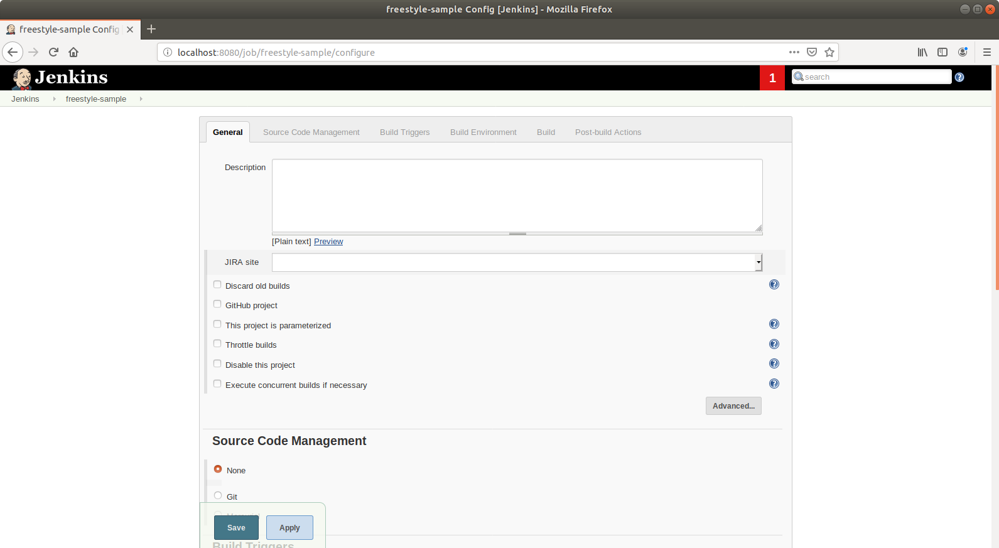 freestyle-sample Config [Jenkins] - Mozilla Firefox
freestyle-sample Config
localhost:8080/job/freestyle-sample/configure
Jenkins
1
search
Jenkins
freestyle-sample
General
Source Code Management
Build Triggers
Build Environment
Build
Post-build Actions
Description
[Plain text] Preview
JIRA site
Discard old builds
GitHub project
This project is parameterized
Throttle builds
Disable this project
Execute concurrent builds if necessary
Advanced...
Source Code Management
None
Git
Save
Apply
Build Triggers